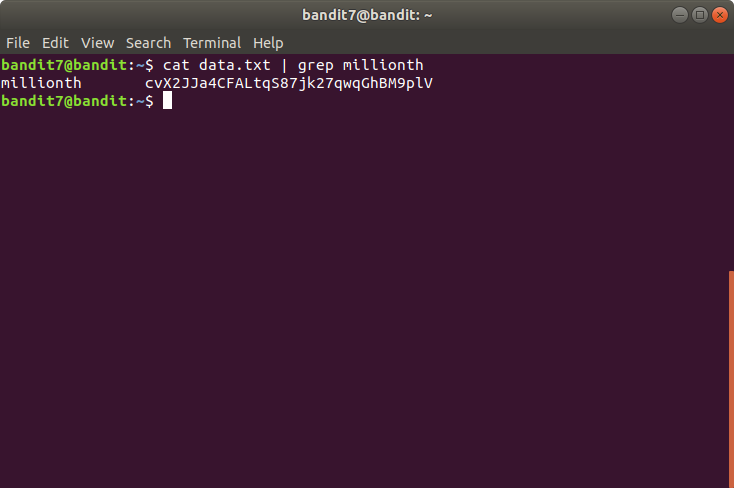 bandit7@bandit: ~
File Edit View Search Terminal Help
bandit7@bandit:~$ cat data.txt | grep millionth
millionth       cvX2JJa4CFALtqS87jk27qwqGhBM9plV
bandit7@bandit:~$